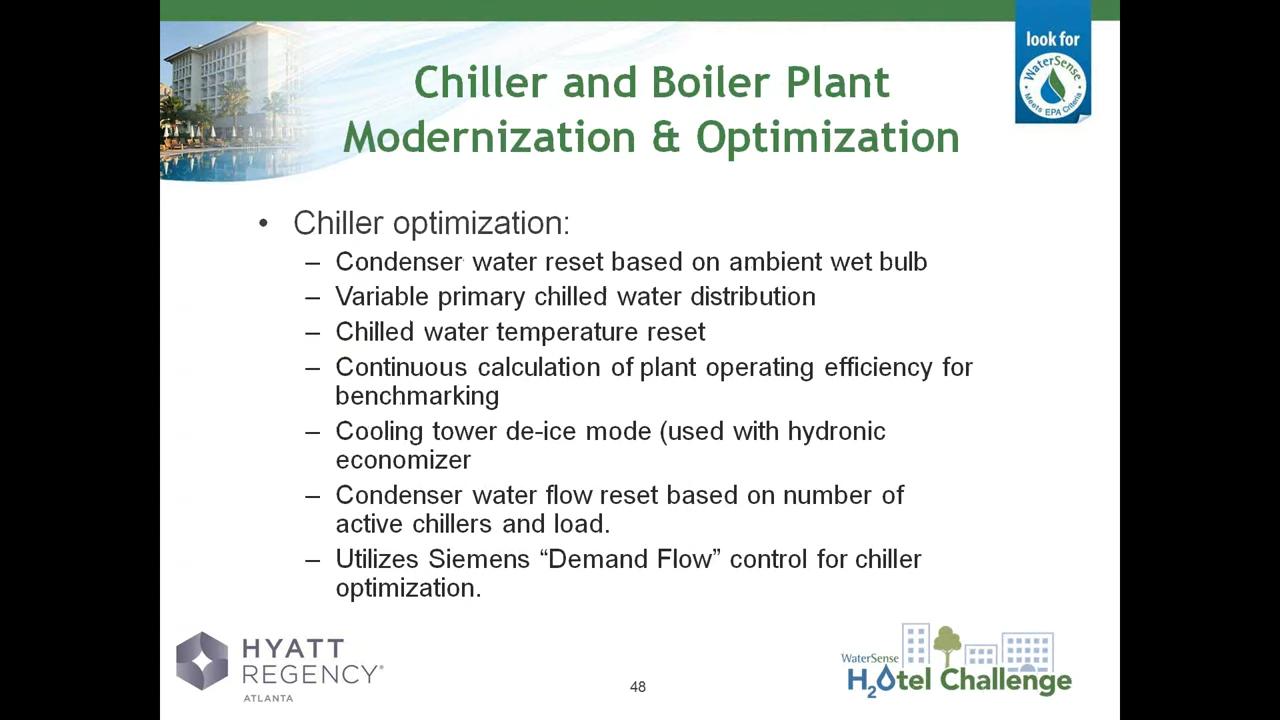 look for
WaterSense
Meets EPA Criteria
Chiller and Boiler Plant
Modernization & Optimization
• Chiller optimization:
– Condenser water reset based on ambient wet bulb
– Variable primary chilled water distribution
– Chilled water temperature reset
– Continuous calculation of plant operating efficiency for
benchmarking
– Cooling tower de-ice mode (used with hydronic
economizer
– Condenser water flow reset based on number of
active chillers and load.
– Utilizes Siemens “Demand Flow” control for chiller
optimization.
HYATT
REGENCY®
ATLANTA
48
WaterSense
H2Otel Challenge